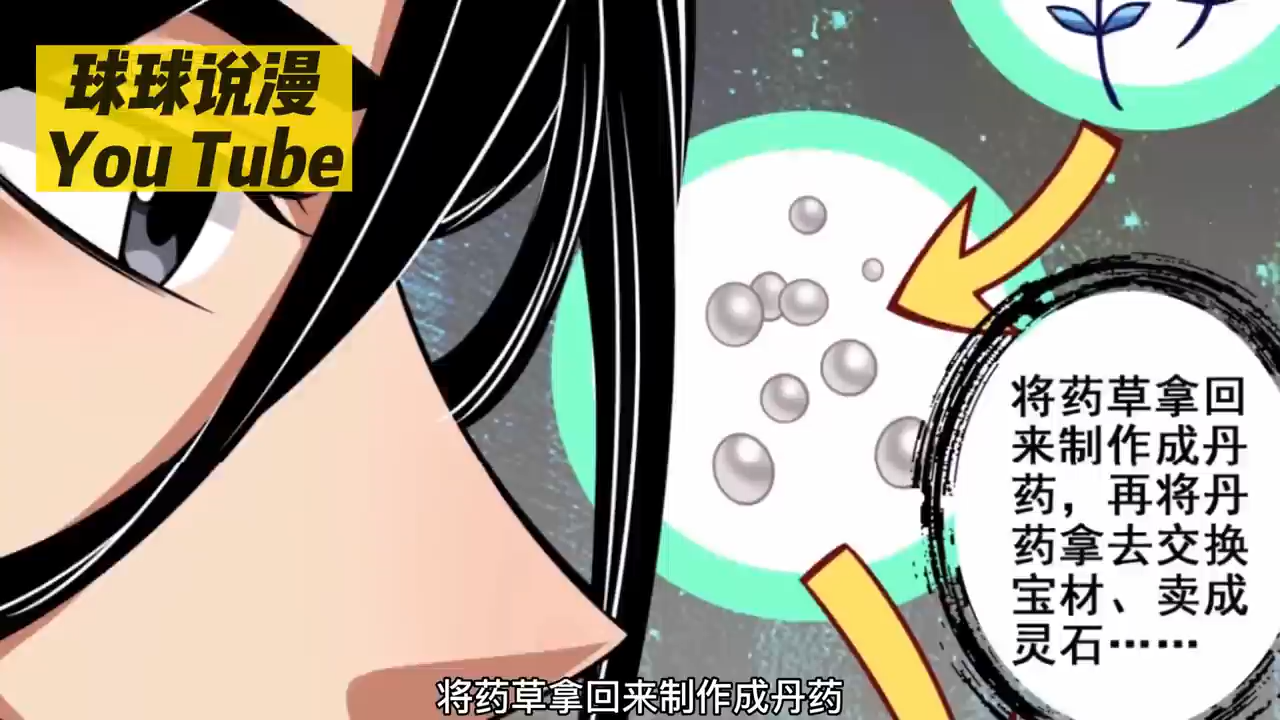 球球说漫
You Tube
将药草拿回
来制作成丹
药，再将丹
药拿去交换
宝材、卖成
灵石……
将药草拿回来制作成丹药